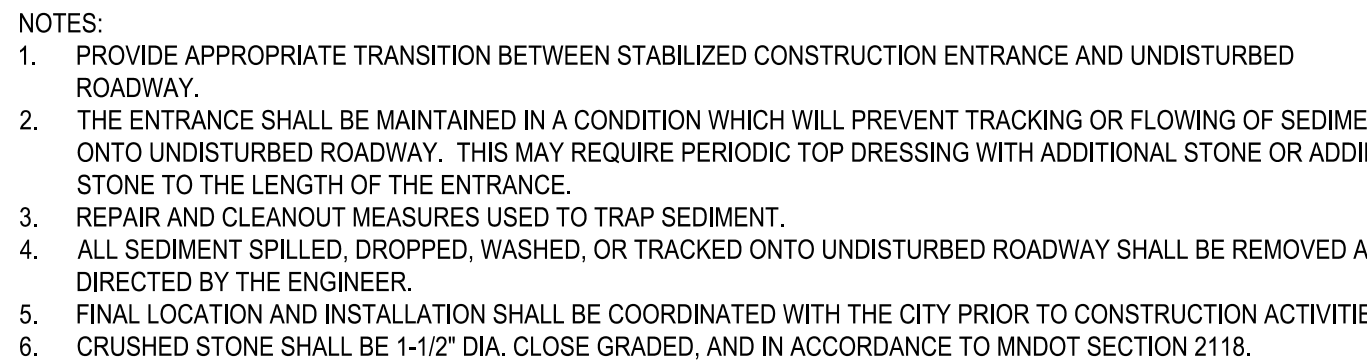 NOTES:
1. PROVIDE APPROPRIATE TRANSITION BETWEEN STABILIZED CONSTRUCTION ENTRANCE AND UNDISTURBED
ROADWAY.
2. THE ENTRANCE SHALL BE MAINTAINED IN A CONDITION WHICH WILL PREVENT TRACKING OR FLOWING OF SEDIME
ONTO UNDISTURBED ROADWAY. THIS MAY REQUIRE PERIODIC TOP DRESSING WITH ADDITIONAL STONE OR ADDI
STONE TO THE LENGTH OF THE ENTRANCE.
3. REPAIR AND CLEANOUT MEASURES USED TO TRAP SEDIMENT.
4. ALL SEDIMENT SPILLED, DROPPED, WASHED, OR TRACKED ONTO UNDISTURBED ROADWAY SHALL BE REMOVED A
DIRECTED BY THE ENGINEER.
5. FINAL LOCATION AND INSTALLATION SHALL BE COORDINATED WITH THE CITY PRIOR TO CONSTRUCTION ACTIVITIE
6. CRUSHED STONE SHALL BE 1-1/2" DIA. CLOSE GRADED, AND IN ACCORDANCE TO MNDOT SECTION 2118.